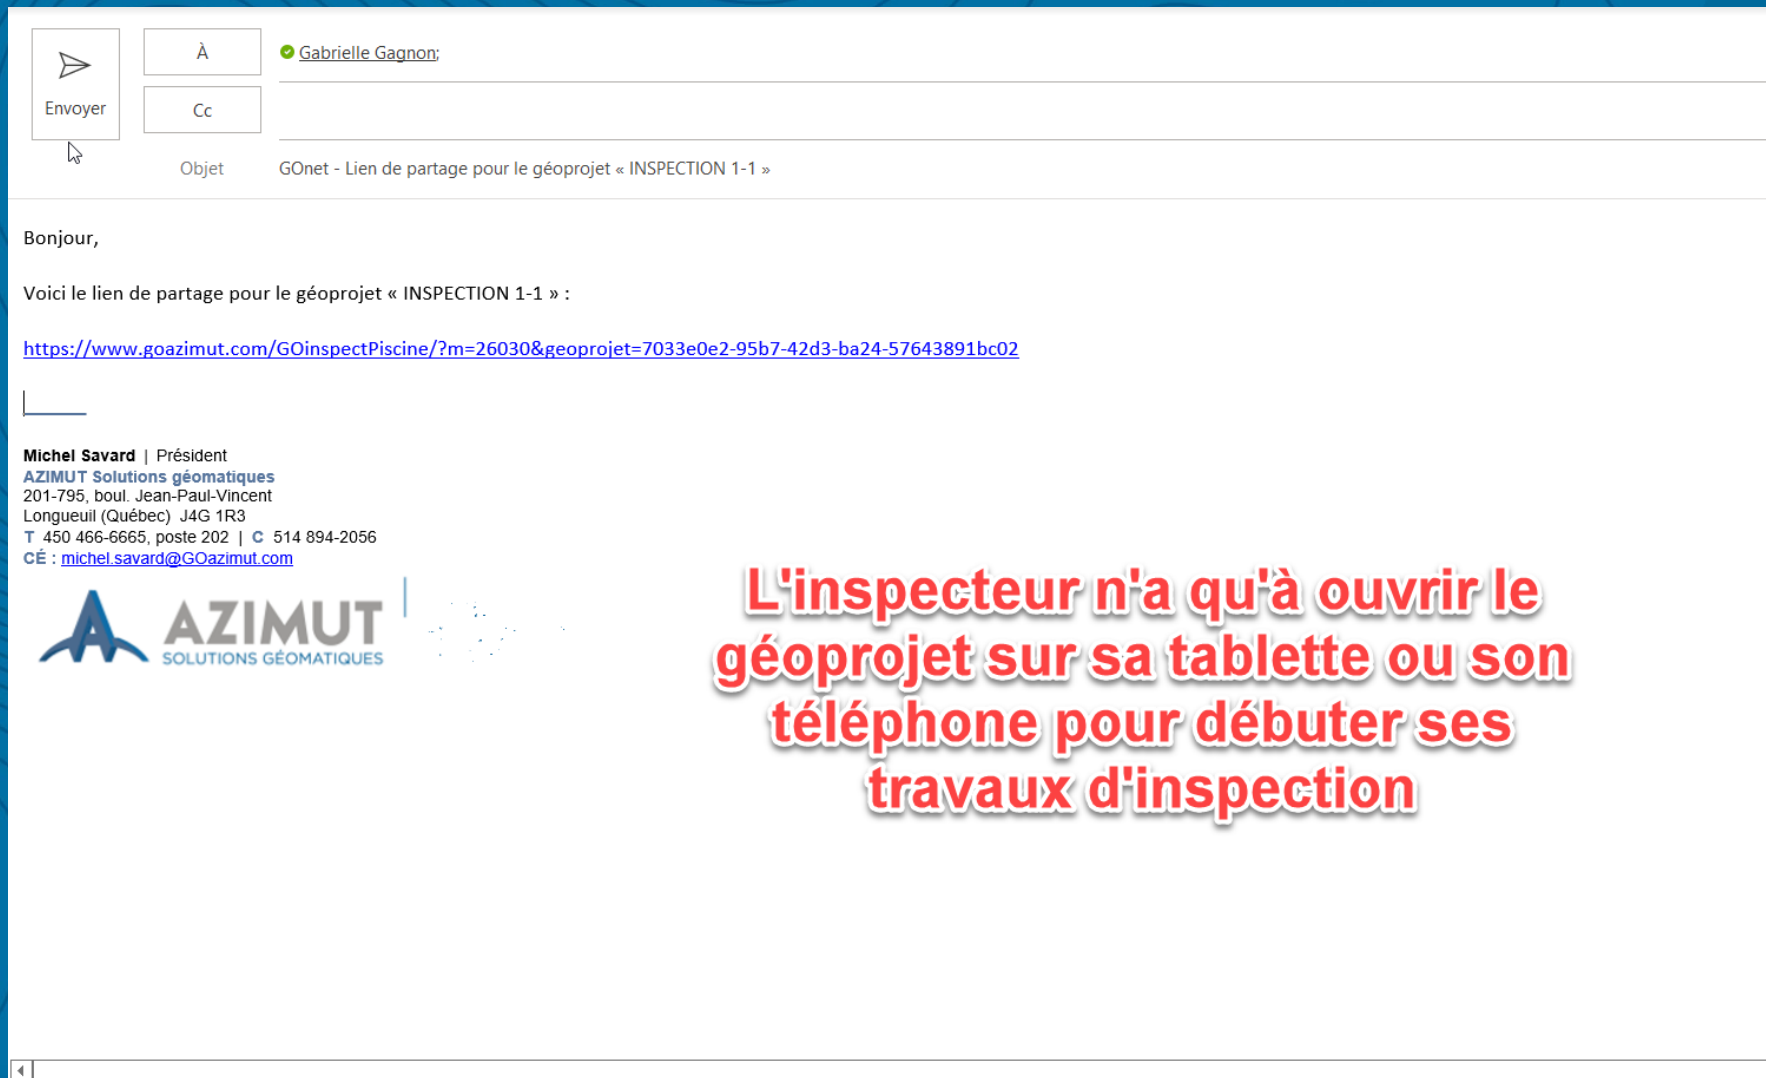 Envoyer
À
Gabrielle Gagnon;
Cc
Objet
GOnet - Lien de partage pour le géoprojet « INSPECTION 1-1 »
Bonjour,
Voici le lien de partage pour le géoprojet « INSPECTION 1-1 » :
https://www.goazimut.com/GOinspectPiscine/?m=26030&geoprojet=7033e0e2-95b7-42d3-ba24-57643891bc02
Michel Savard | Président
AZIMUT Solutions géomatiques
201-795, boul. Jean-Paul-Vincent
Longueuil (Québec) J4G 1R3
T 450 466-6665, poste 202 | C 514 894-2056
CÉ : michel.savard@GOazimut.com
AZIMUT
SOLUTIONS GÉOMATIQUES
L'inspecteur n'a qu'à ouvrir le
géoprojet sur sa tablette ou son
téléphone pour débuter ses
travaux d'inspection